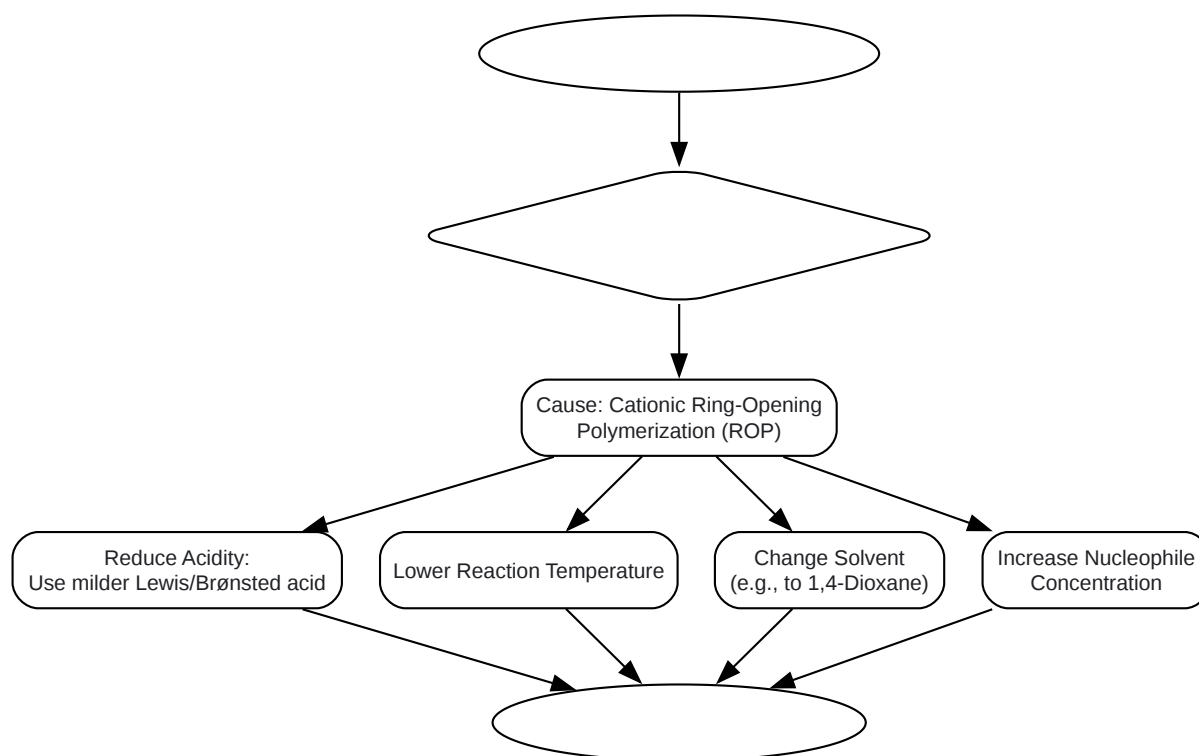 Cause: Cationic Ring-Opening
Polymerization (ROP)
Reduce Acidity:
Use milder Lewis/Brønsted acid
Lower Reaction Temperature
Change Solvent
(e.g., to 1,4-Dioxane)
Increase Nucleophile
Concentration